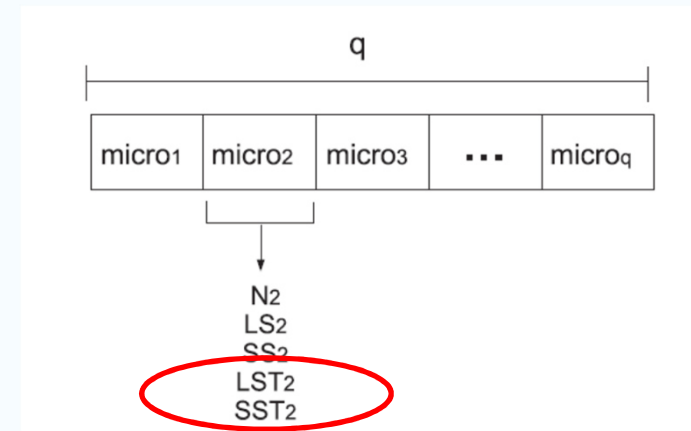 q
micro1 micro2 micro3 ... microq
N2
LS2
SS2
LST2
SST2